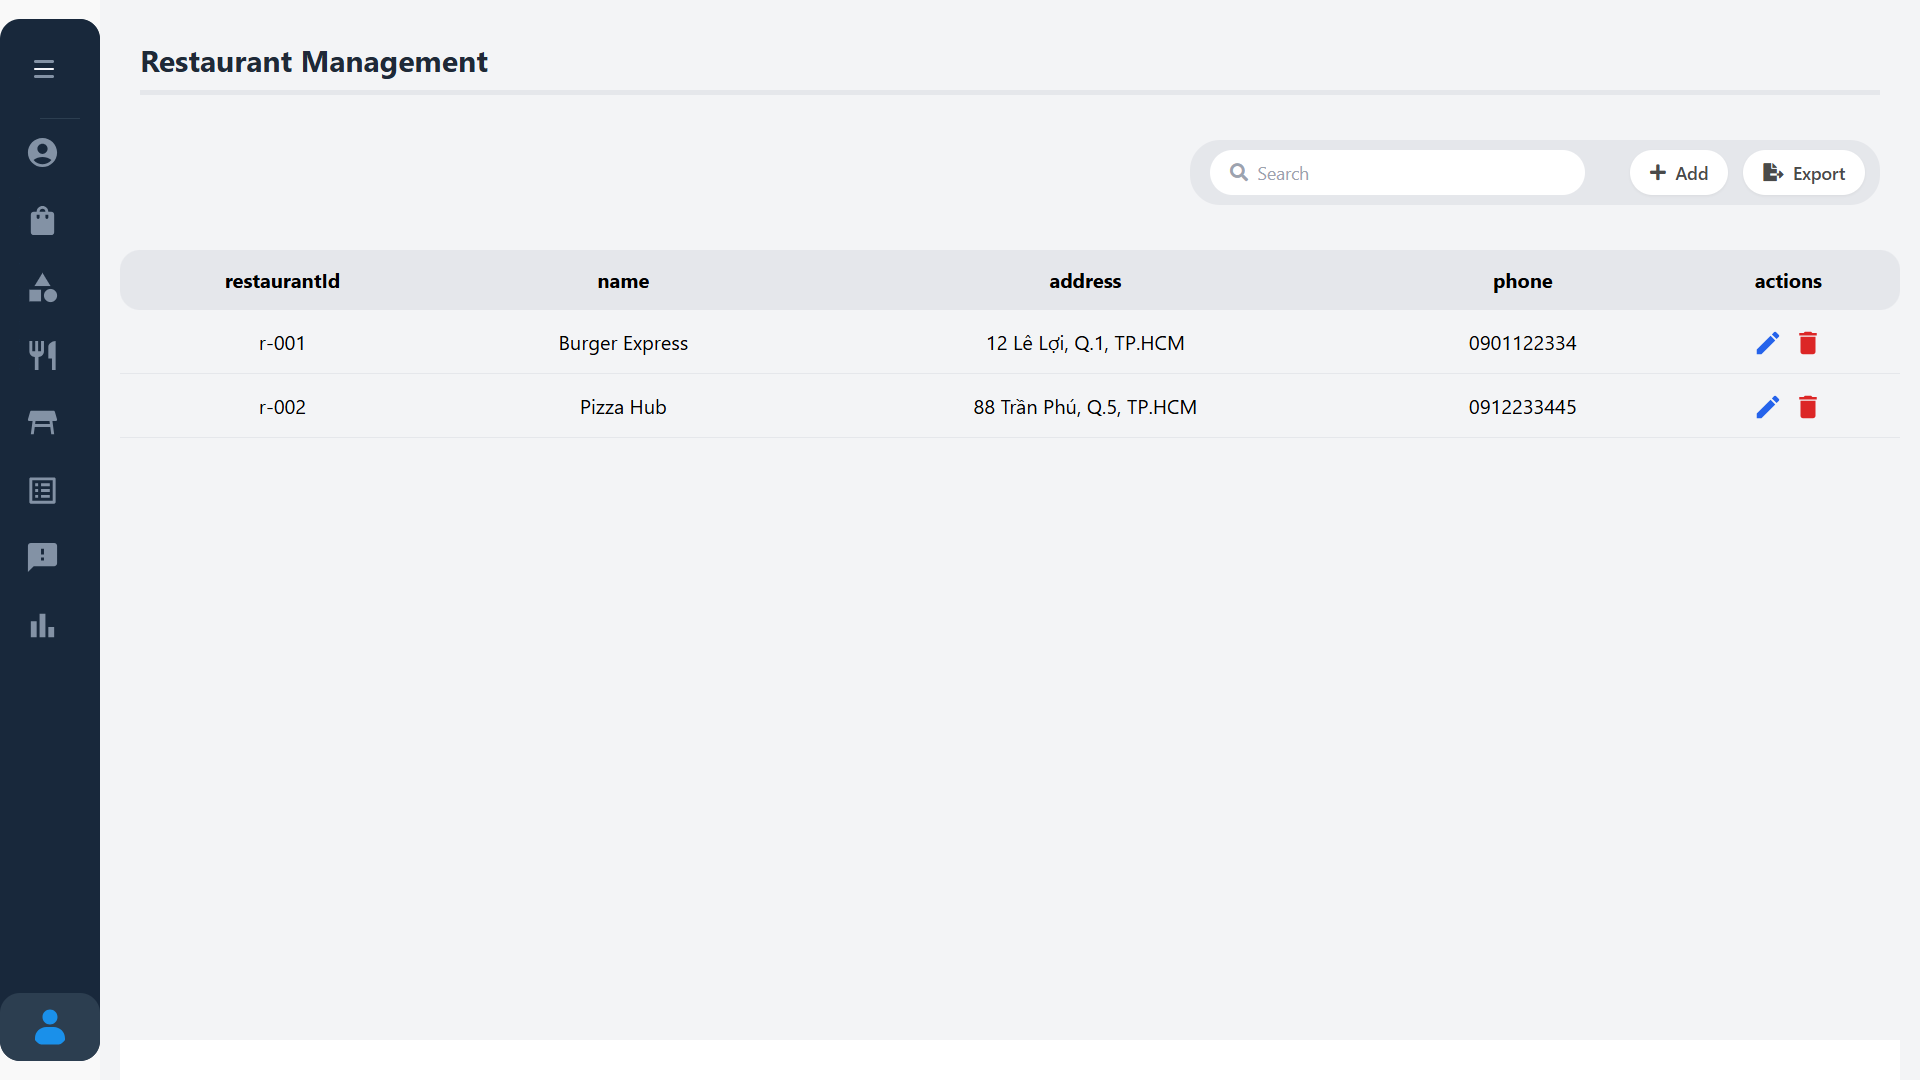 Restaurant Management
Search
Add
Export
restaurantId name address phone actions
r-001 Burger Express 12 Lê Lợi, Q.1, TP.HCM 0901122334
r-002 Pizza Hub 88 Trần Phú, Q.5, TP.HCM 0912233445